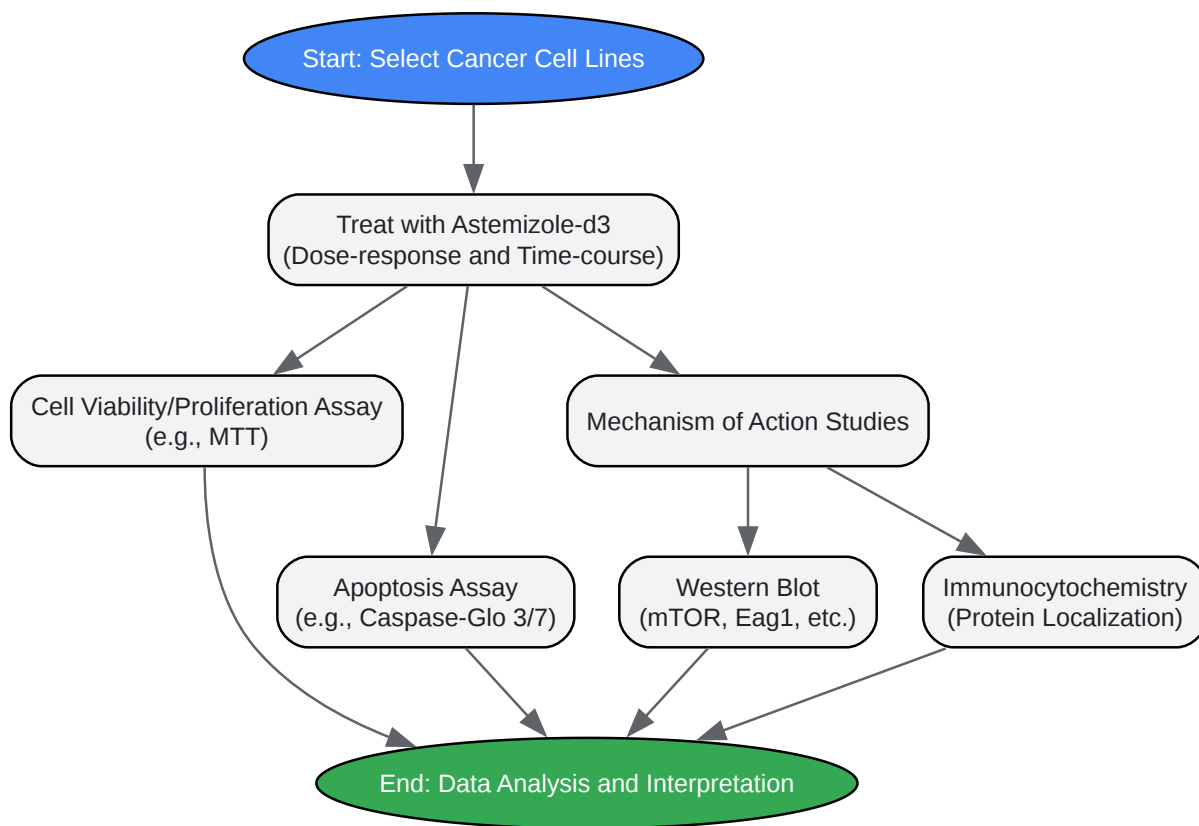 Start: Select Cancer Cell Lines
Treat with Astemizole-d3
(Dose-response and Time-course)
Cell Viability/Proliferation Assay
(e.g., MTT)
Mechanism of Action Studies
Apoptosis Assay
(e.g., Caspase-Glo 3/7)
Western Blot
(mTOR, Eag1, etc.)
Immunocytochemistry
(Protein Localization)
End: Data Analysis and Interpretation